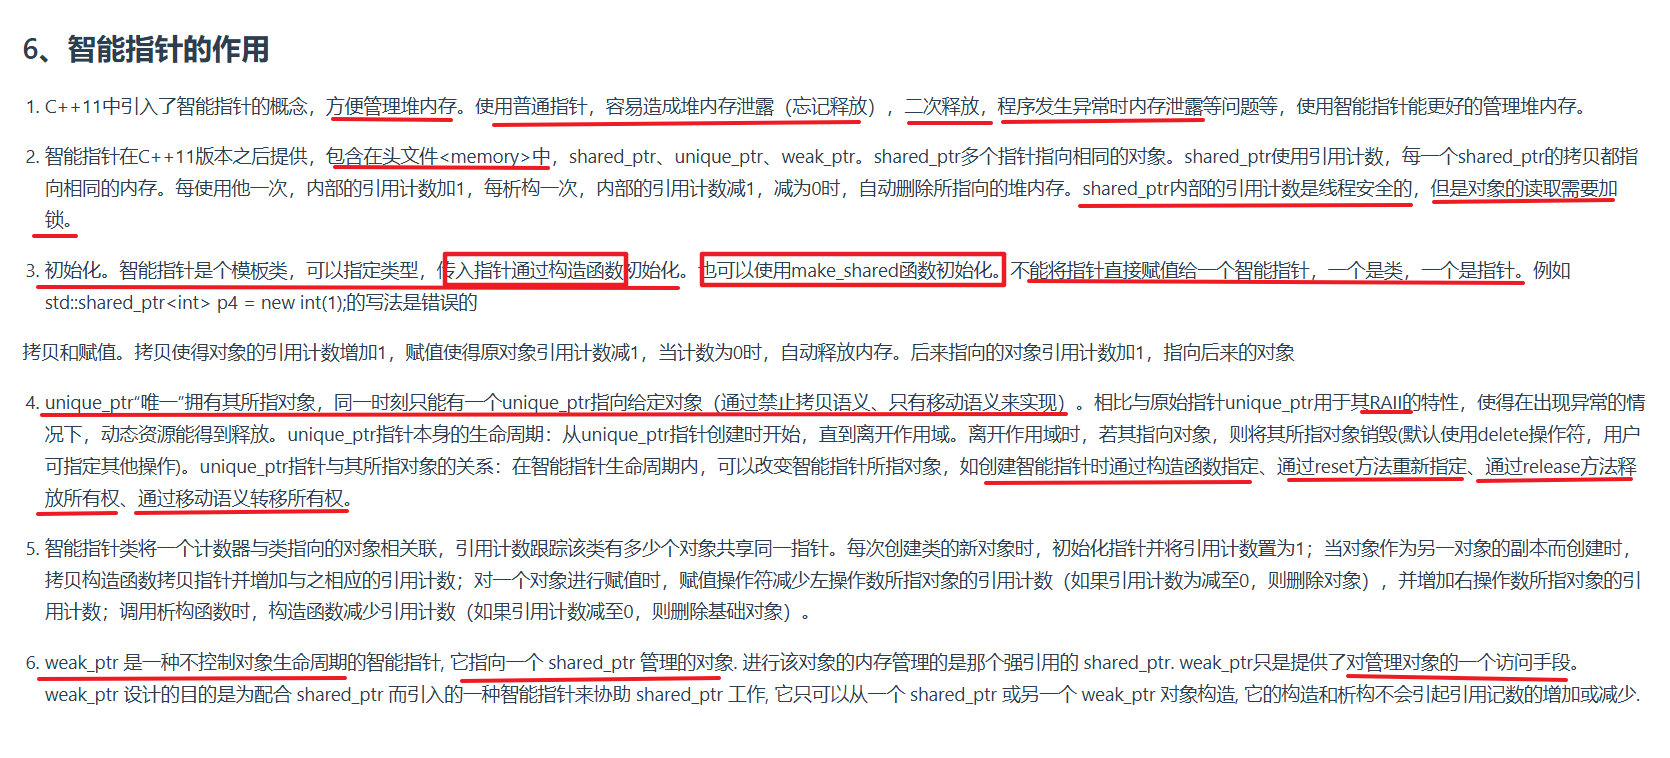 6、智能指针的作用
1. C++11中引入了智能指针的概念，方便管理堆内存。使用普通指针，容易造成堆内存泄露（忘记释放），二次释放，程序发生异常时内存泄露等问题等，使用智能指针能更好的管理堆内存。
2. 智能指针在C++11版本之后提供，包含在头文件<memory>中，shared_ptr、unique_ptr、weak_ptr。shared_ptr多个指针指向相同的对象。shared_ptr使用引用计数，每一个shared_ptr的拷贝都指
向相同的内存。每使用他一次，内部的引用计数加1，每析构一次，内部的引用计数减1，减为0时，自动删除所指向的堆内存。shared_ptr内部的引用计数是线程安全的，但是对象的读取需要加
锁。
3. 初始化。智能指针是个模板类，可以指定类型，传入指针通过构造函数初始化。也可以使用make_shared函数初始化。不能将指针直接赋值给一个智能指针，一个是类，一个是指针。例如
std::shared_ptr<int> p4 = new int(1);的写法是错误的
拷贝和赋值。拷贝使得对象的引用计数增加1，赋值使得原对象引用计数减1，当计数为0时，自动释放内存。后来指向的对象引用计数加1，指向后来的对象
4. unique_ptr“唯一”拥有其所指对象，同一时刻只能有一个unique_ptr指向给定对象（通过禁止拷贝语义、只有移动语义来实现）。相比与原始指针unique_ptr用于其RAII的特性，使得在出现异常的情
况下，动态资源能得到释放。unique_ptr指针本身的生命周期：从unique_ptr指针创建时开始，直到离开作用域。离开作用域时，若其指向对象，则将其所指对象销毁(默认使用delete操作符，用户
可指定其他操作)。unique_ptr指针与其所指对象的关系：在智能指针生命周期内，可以改变智能指针所指对象，如创建智能指针时通过构造函数指定、通过reset方法重新指定、通过release方法释
放所有权、通过移动语义转移所有权。
5. 智能指针类将一个计数器与类指向的对象相关联，引用计数跟踪该类有多少个对象共享同一指针。每次创建类的新对象时，初始化指针并将引用计数置为1；当对象作为另一对象的副本而创建时，
拷贝构造函数拷贝指针并增加与之相应的引用计数；对一个对象进行赋值时，赋值操作符减少左操作数所指对象的引用计数（如果引用计数为减至0，则删除对象），并增加右操作数所指对象的引
用计数；调用析构函数时，构造函数减少引用计数（如果引用计数减至0，则删除基础对象）。
6. weak_ptr 是一种不控制对象生命周期的智能指针, 它指向一个 shared_ptr 管理的对象. 进行该对象的内存管理的是那个强引用的 shared_ptr. weak_ptr只是提供了对管理对象的一个访问手段。
weak_ptr 设计的目的是为配合 shared_ptr 而引入的一种智能指针来协助 shared_ptr 工作, 它只可以从一个 shared_ptr 或另一个 weak_ptr 对象构造, 它的构造和析构不会引起引用记数的增加或减少.